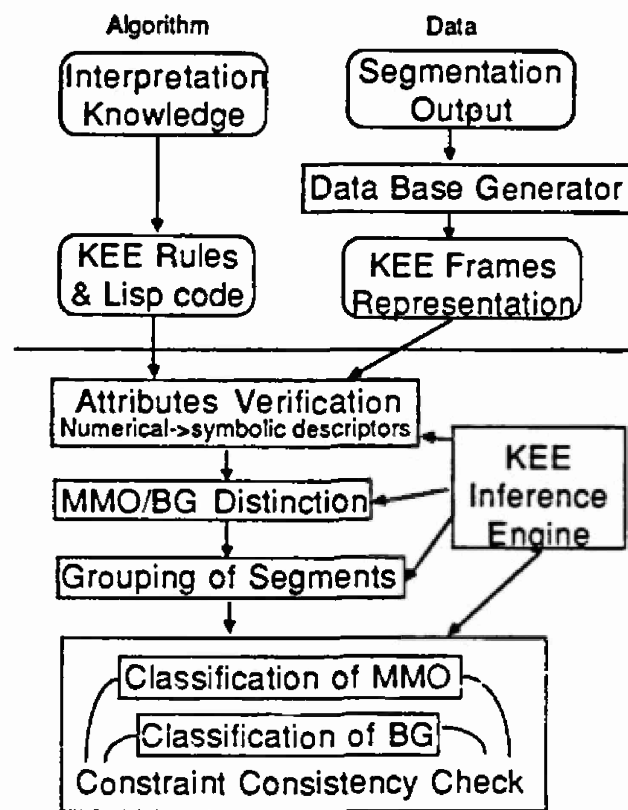 Algorithm
Data
Interpretation
Knowledge
Segmentation
Output
Data Base Generator
KEE Rules
& Lisp code
KEE Frames
Representation
Attributes Verification
Numerical->symbolic descriptors
KEE
Inference
Engine
MMO/BG Distinction
Grouping of Segments
Classification of MMO
Classification of BG
Constraint Consistency Check